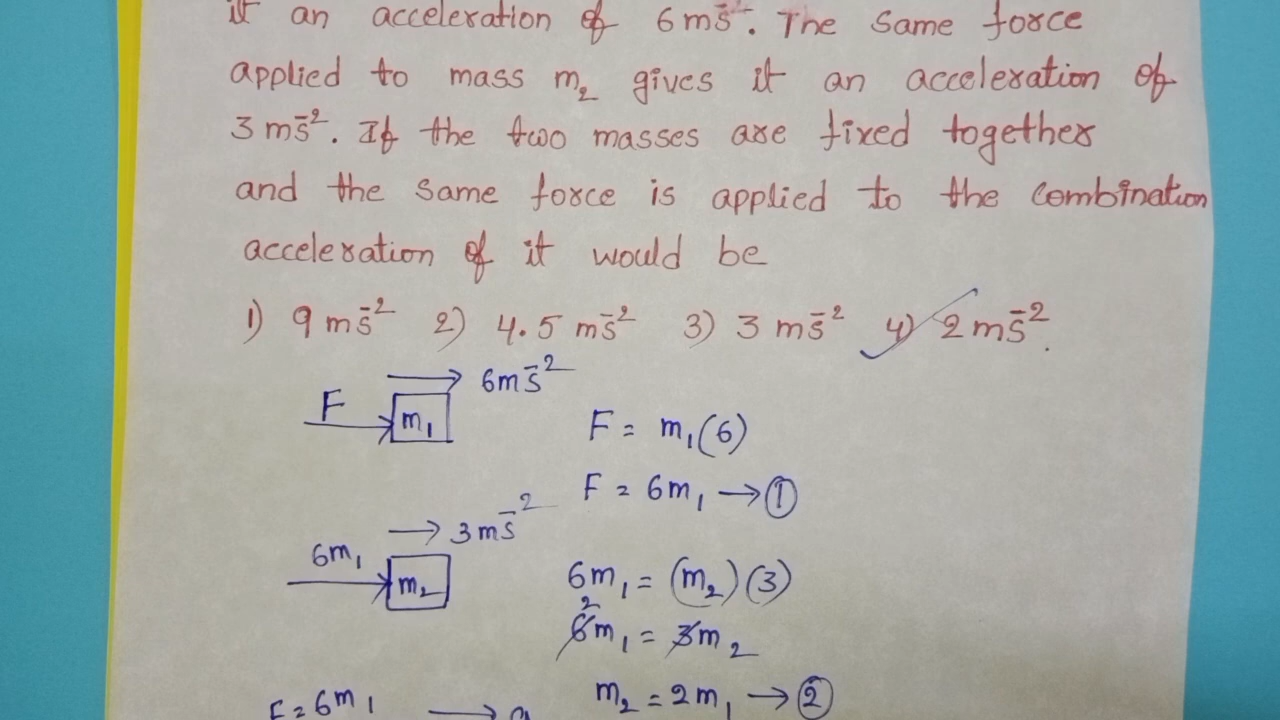 it an acceleration of 6 ms⁻². The same force
applied to mass m₂ gives it an acceleration of
3 ms⁻². If the two masses are fixed together
and the same force is applied to the combination
acceleration of it would be
1) 9 ms⁻² 2) 4.5 ms⁻² 3) 3 ms⁻² 4) 2 ms⁻².
6 ms⁻²
F m₁ F = m₁(6)
F = 6m₁ → ①
3 ms⁻²
6m₁ m₂ 6m₁ = (m₂)(3)
2
6m₁ = 3m₂
m₂ = 2m₁ → ②
F = 6m₁ → a